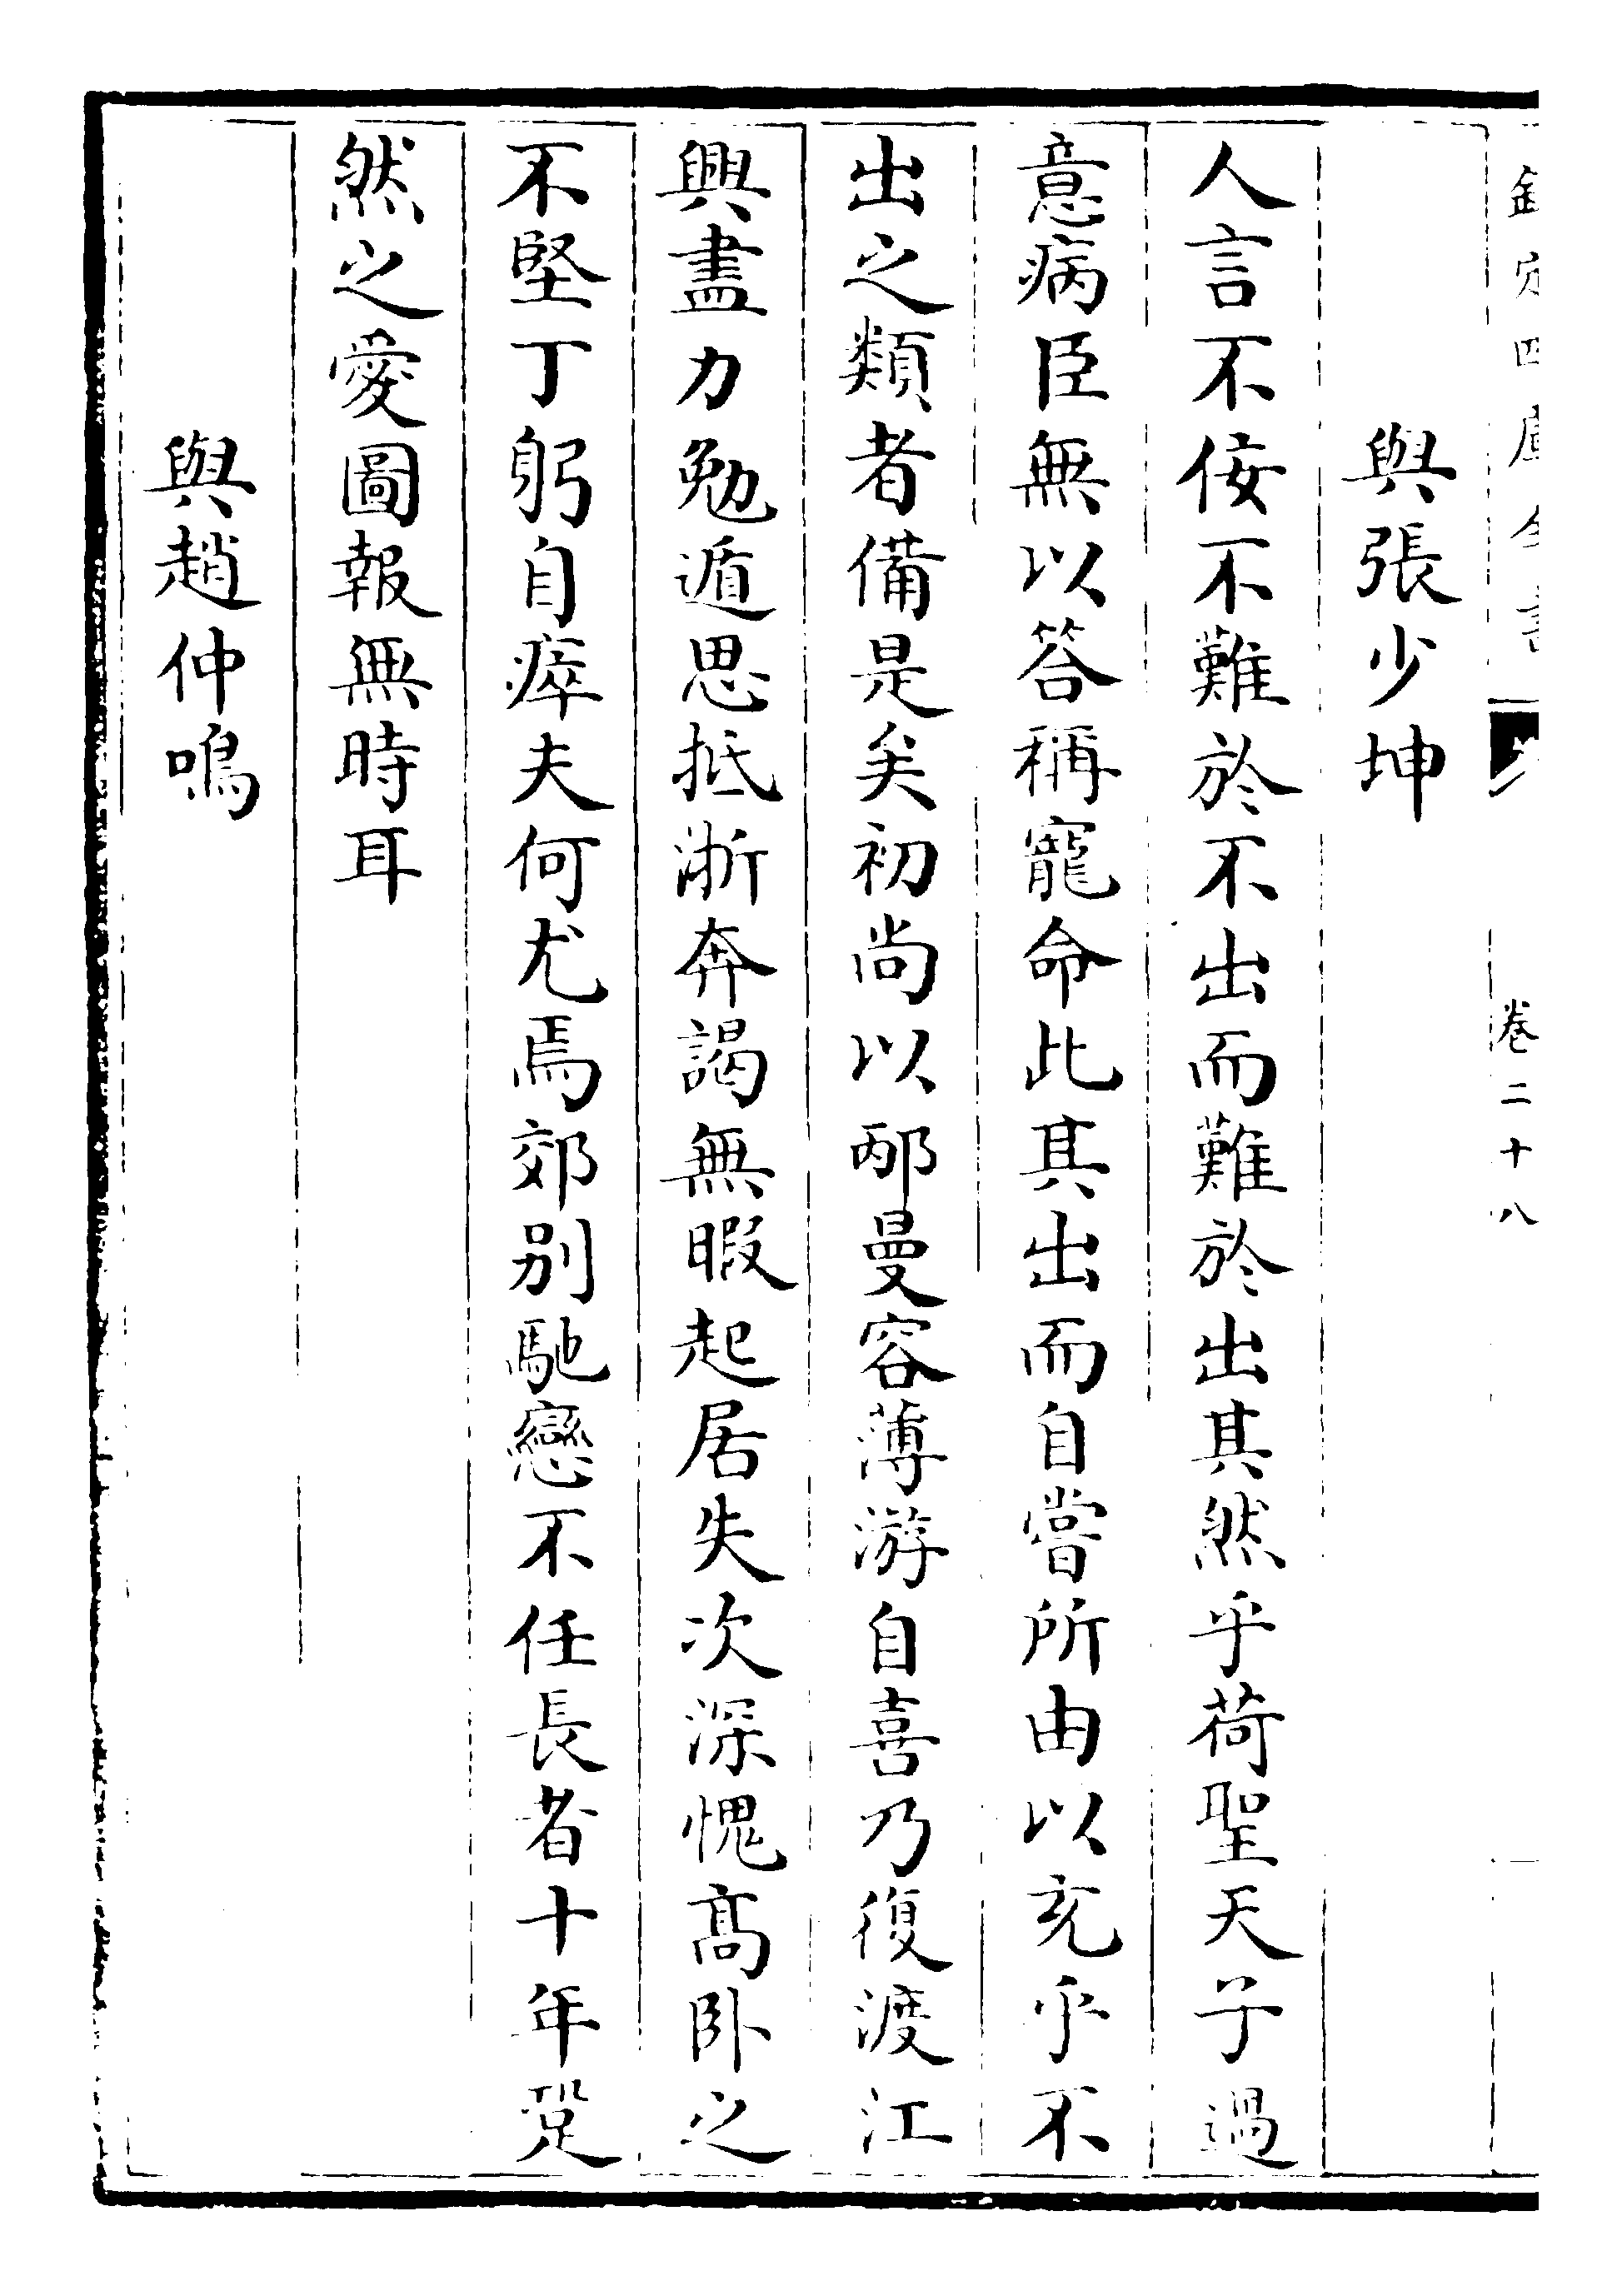 欽定四庫全書
卷二十八
與張少坤
人言不佞不難於不出而難於出其然乎荷聖天子過
意病臣無以答稱寵命此其出而自嘗所由以充乎不
出之類者備是矣初尚以邴曼容薄游自喜乃復渡江
興盡力勉遁思抵浙奔謁無暇起居失次深愧髙卧之
不堅丁躬自瘁夫何尤焉郊别馳戀不任長者十年跫
然之愛圖報無時耳
與趙仲鳴